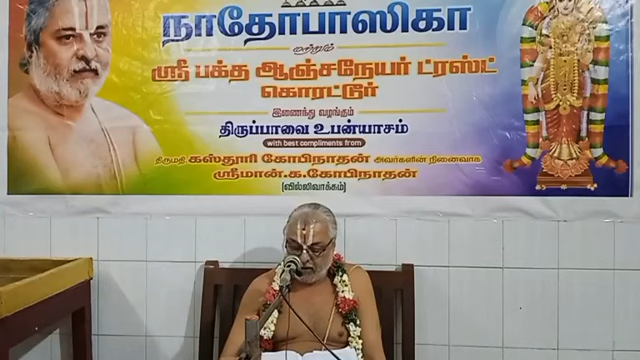 நாதோபாஸிகா
மற்றும்
ஸ்ரீ பக்த ஆஞ்சநேயர் ட்ரஸ்ட்
கொரட்டூர்
இணைந்து வழங்கும்
திருப்பாவை உபன்யாசம்
with best compliments from
திருமதி. கஸ்தூரி கோபிநாதன் அவர்களின் நினைவாக
ஸ்ரீமான்.க.கோபிநாதன்
(வில்லிவாக்கம்)